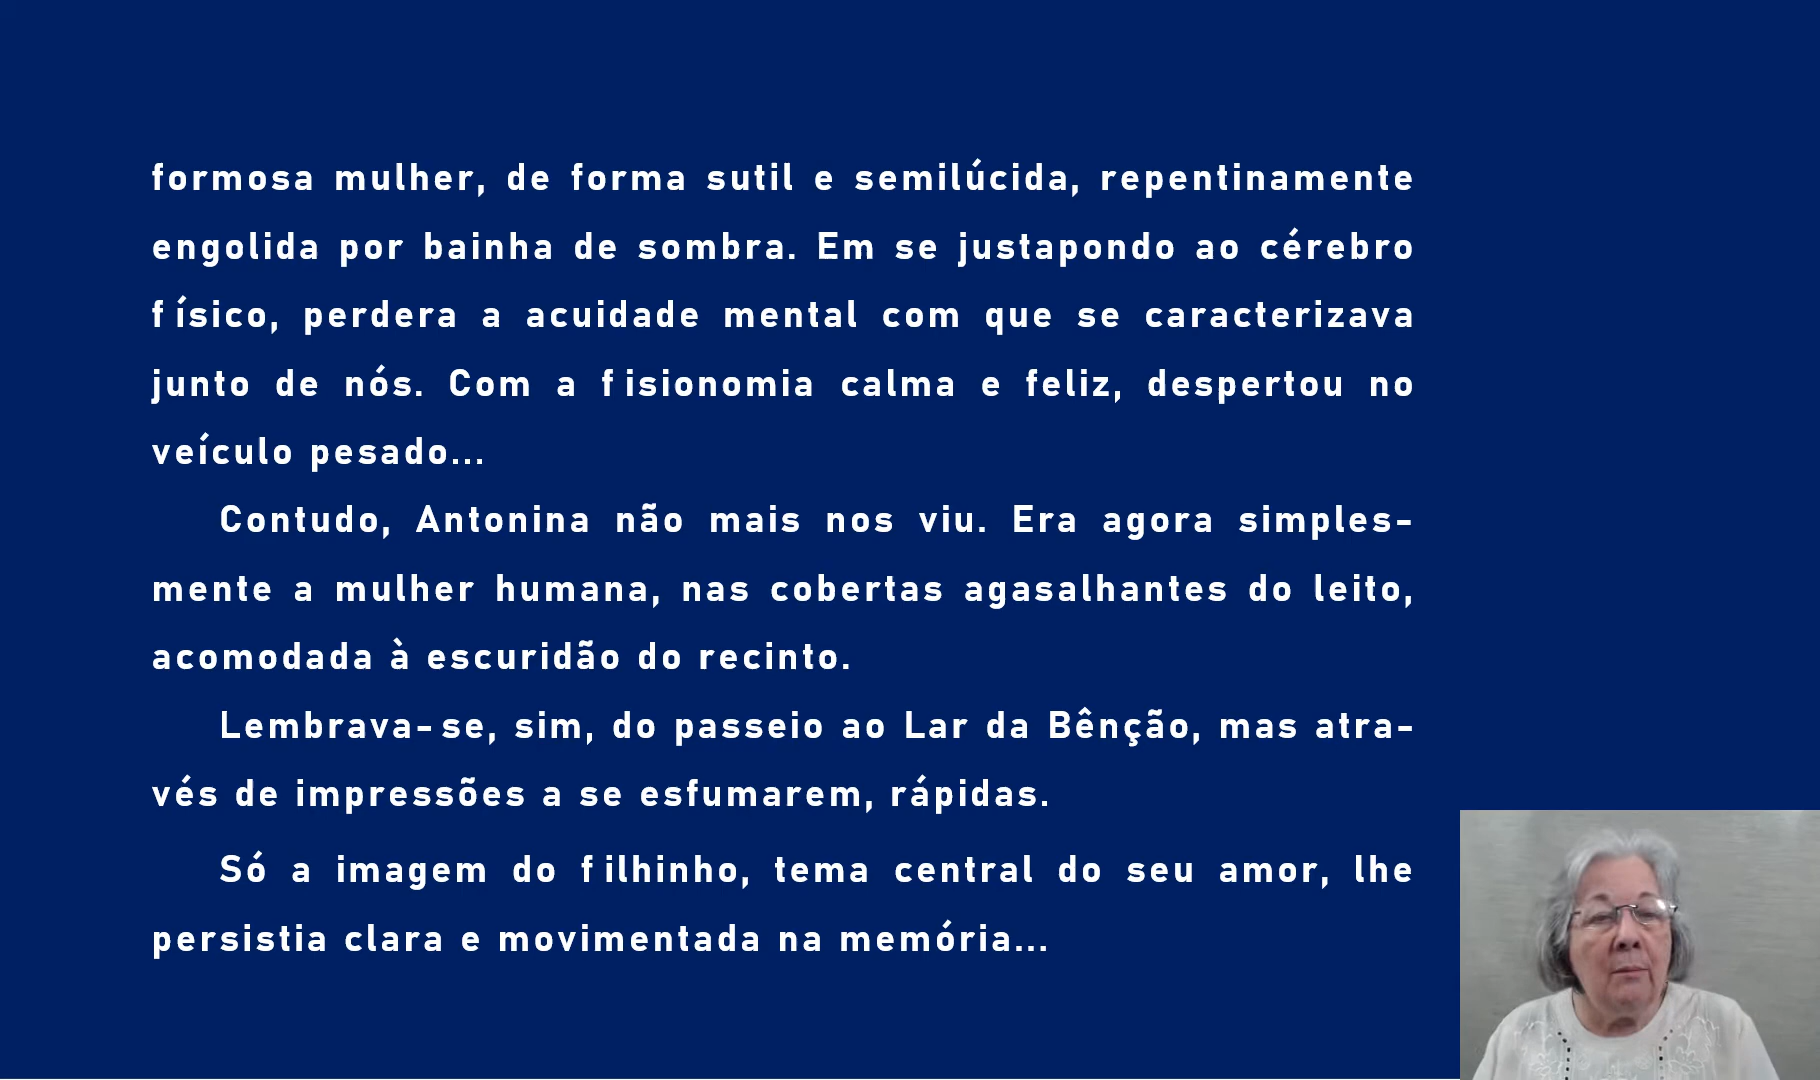 formosa mulher, de forma sutil e semilúcida, repentinamente
engolida por bainha de sombra. Em se justapondo ao cérebro
físico, perdera a acuidade mental com que se caracterizava
junto de nós. Com a fisionomia calma e feliz, despertou no
veículo pesado...
Contudo, Antonina não mais nos viu. Era agora simples-
mente a mulher humana, nas cobertas agasalhantes do leito,
acomodada à escuridão do recinto.
Lembrava-se, sim, do passeio ao Lar da Bênção, mas atra-
vés de impressões a se esfumarem, rápidas.
Só a imagem do filhinho, tema central do seu amor, lhe
persistia clara e movimentada na memória...